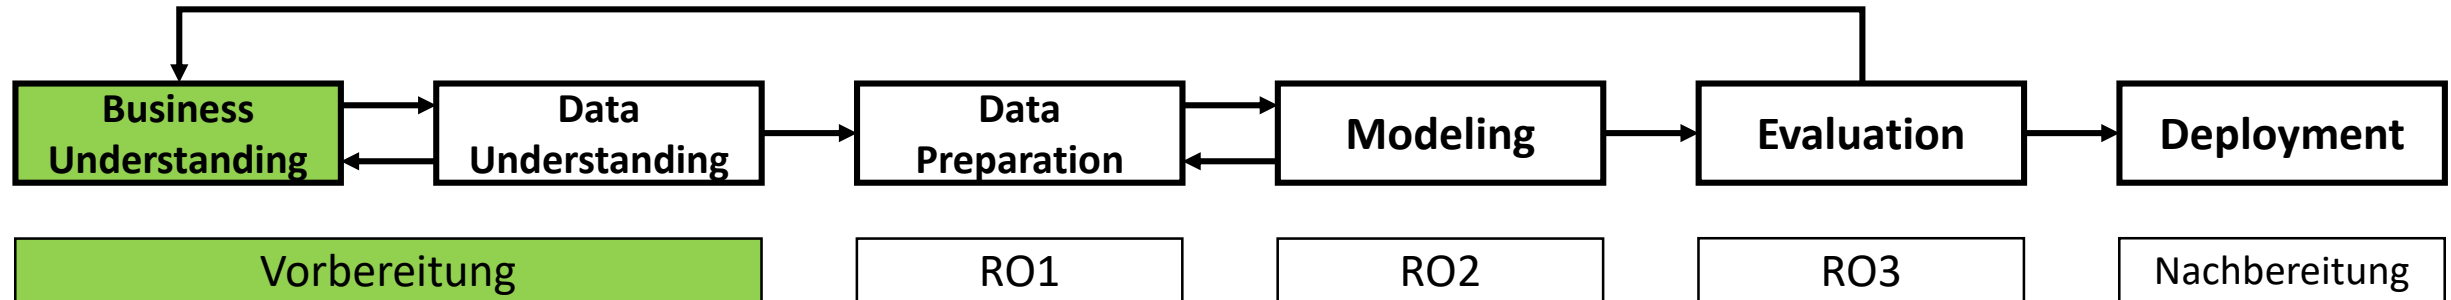 Business
Understanding
Data
Understanding
Data
Preparation
Modeling
Evaluation
Deployment
Vorbereitung
RO1
RO2
RO3
Nachbereitung